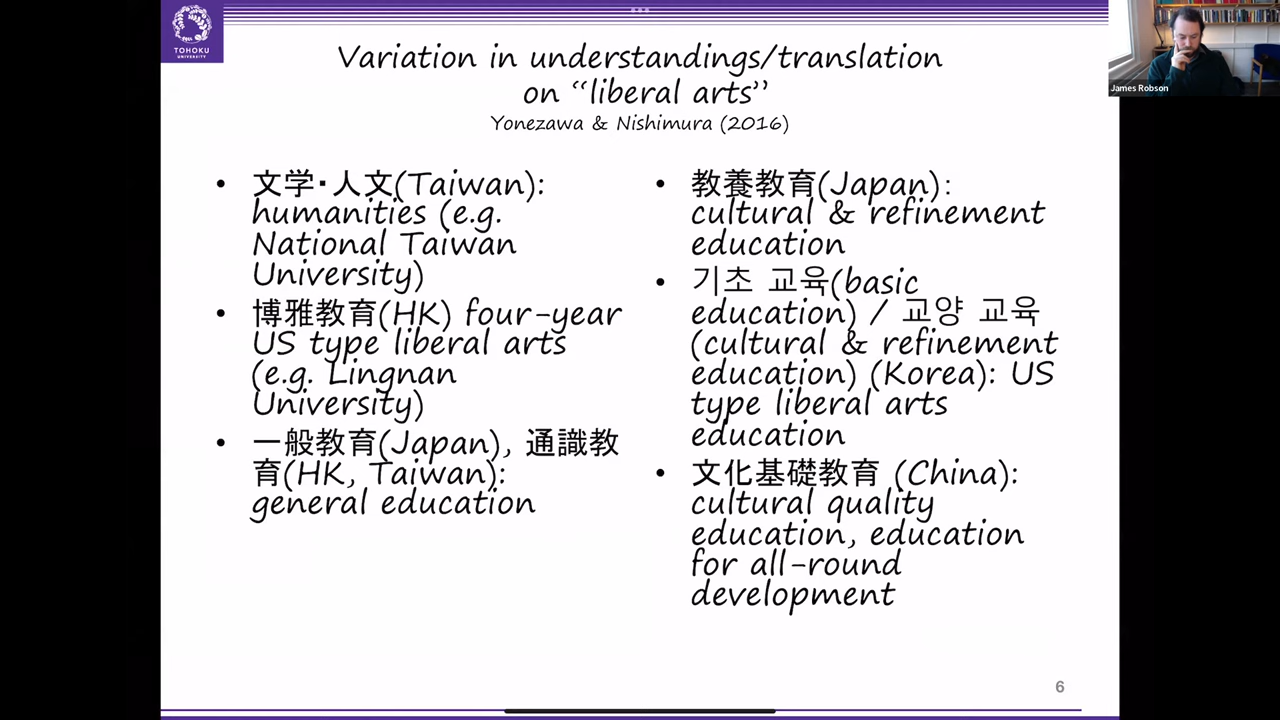 TOHOKU
UNIVERSITY
Variation in understandings/translation
on “liberal arts”
Yonezawa & Nishimura (2016)
• 文学・人文(Taiwan):
humanities (e.g.
National Taiwan
University)
• 博雅教育(HK) four-year
US type liberal arts
(e.g. Lingnan
University)
• 一般教育(Japan), 通識教
育(HK, Taiwan):
general education
• 教養教育(Japan):
cultural & refinement
education
• 기초 교육(basic
education) / 교양 교육
(cultural & refinement
education) (Korea): US
type liberal arts
education
• 文化基礎教育 (China):
cultural quality
education, education
for all-round
development
6
James Robson